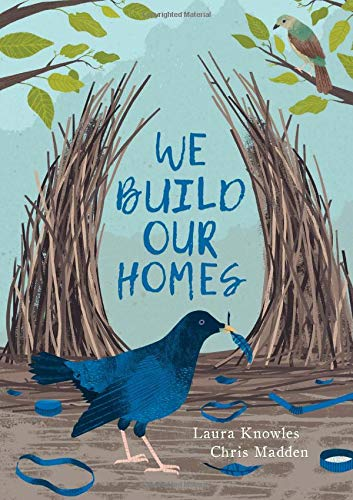 Copyrighted Material
WE
BUILD
OUR
HOMES
Laura Knowles
Chris Madden